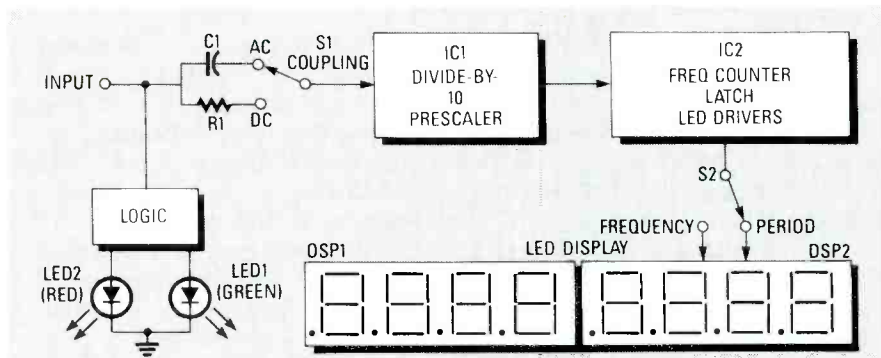 INPUT
C1
R1
AC
DC
S1
COUPLING
IC1
DIVIDE-BY-
10
PRESCALER
IC2
FREQ COUNTER
LATCH
LED DRIVERS
S2
FREQUENCY
PERIOD
LOGIC
LED2
(RED)
LED1
(GREEN)
OSP1
LED DISPLAY
DSP2